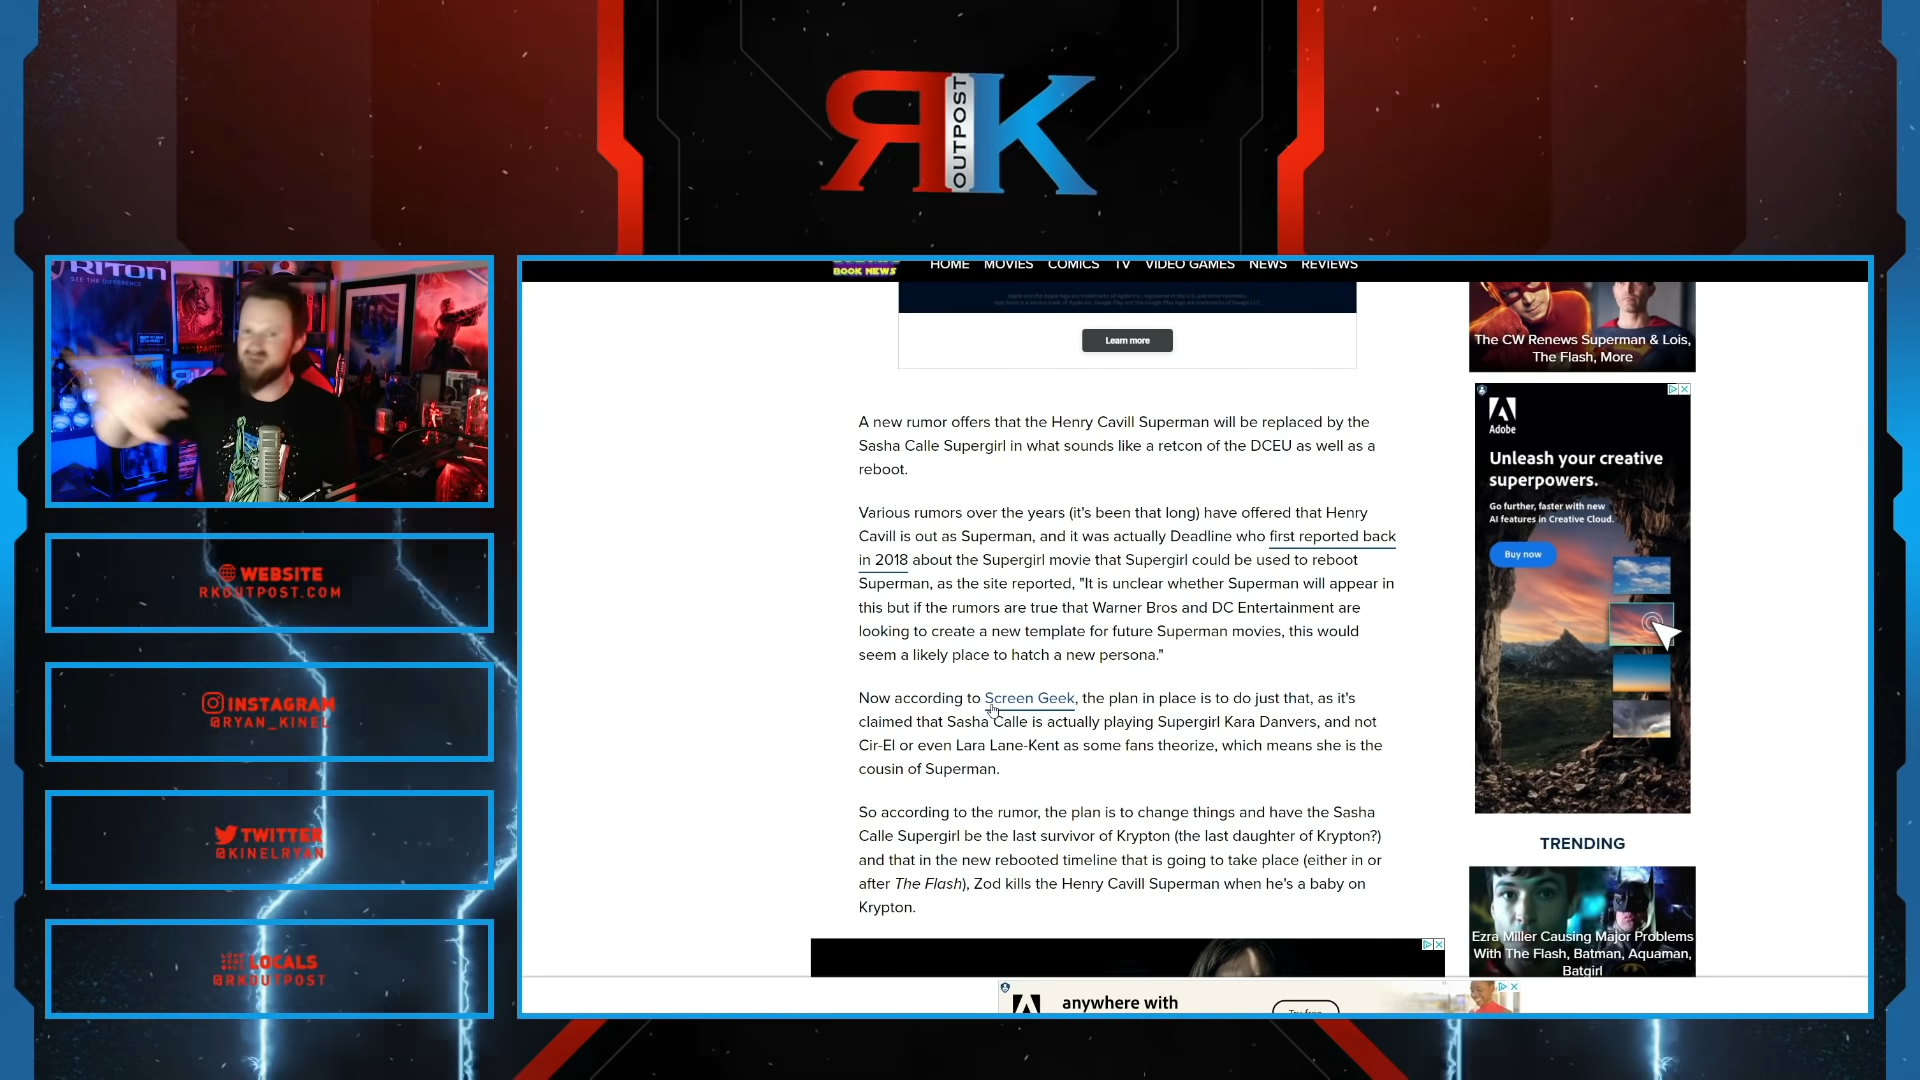 RK
OUTPOST
TRITON
SEE THE DIFFERENCE
WEBSITE
RKOUTPOST.COM
INSTAGRAM
@RYAN_KINEL
TWITTER
@KINELRYAN
LOCALS
@RKOUTPOST
BOOK NEWS
HOME MOVIES COMICS TV VIDEO GAMES NEWS REVIEWS
Learn more
A new rumor offers that the Henry Cavill Superman will be replaced by the
Sasha Calle Supergirl in what sounds like a retcon of the DCEU as well as a
reboot.
Various rumors over the years (it's been that long) have offered that Henry
Cavill is out as Superman, and it was actually Deadline who first reported back
in 2018 about the Supergirl movie that Supergirl could be used to reboot
Superman, as the site reported, "It is unclear whether Superman will appear in
this but if the rumors are true that Warner Bros and DC Entertainment are
looking to create a new template for future Superman movies, this would
seem a likely place to hatch a new persona."
Now according to Screen Geek, the plan in place is to do just that, as it's
claimed that Sasha Calle is actually playing Supergirl Kara Danvers, and not
Cir-El or even Lara Lane-Kent as some fans theorize, which means she is the
cousin of Superman.
So according to the rumor, the plan is to change things and have the Sasha
Calle Supergirl be the last survivor of Krypton (the last daughter of Krypton?)
and that in the new rebooted timeline that is going to take place (either in or
after The Flash), Zod kills the Henry Cavill Superman when he's a baby on
Krypton.
anywhere with
The CW Renews Superman & Lois,
The Flash, More
Adobe
Unleash your creative
superpowers.
Go further, faster with new
AI features in Creative Cloud.
Buy now
TRENDING
Ezra Miller Causing Major Problems
With The Flash, Batman, Aquaman,
Batgirl